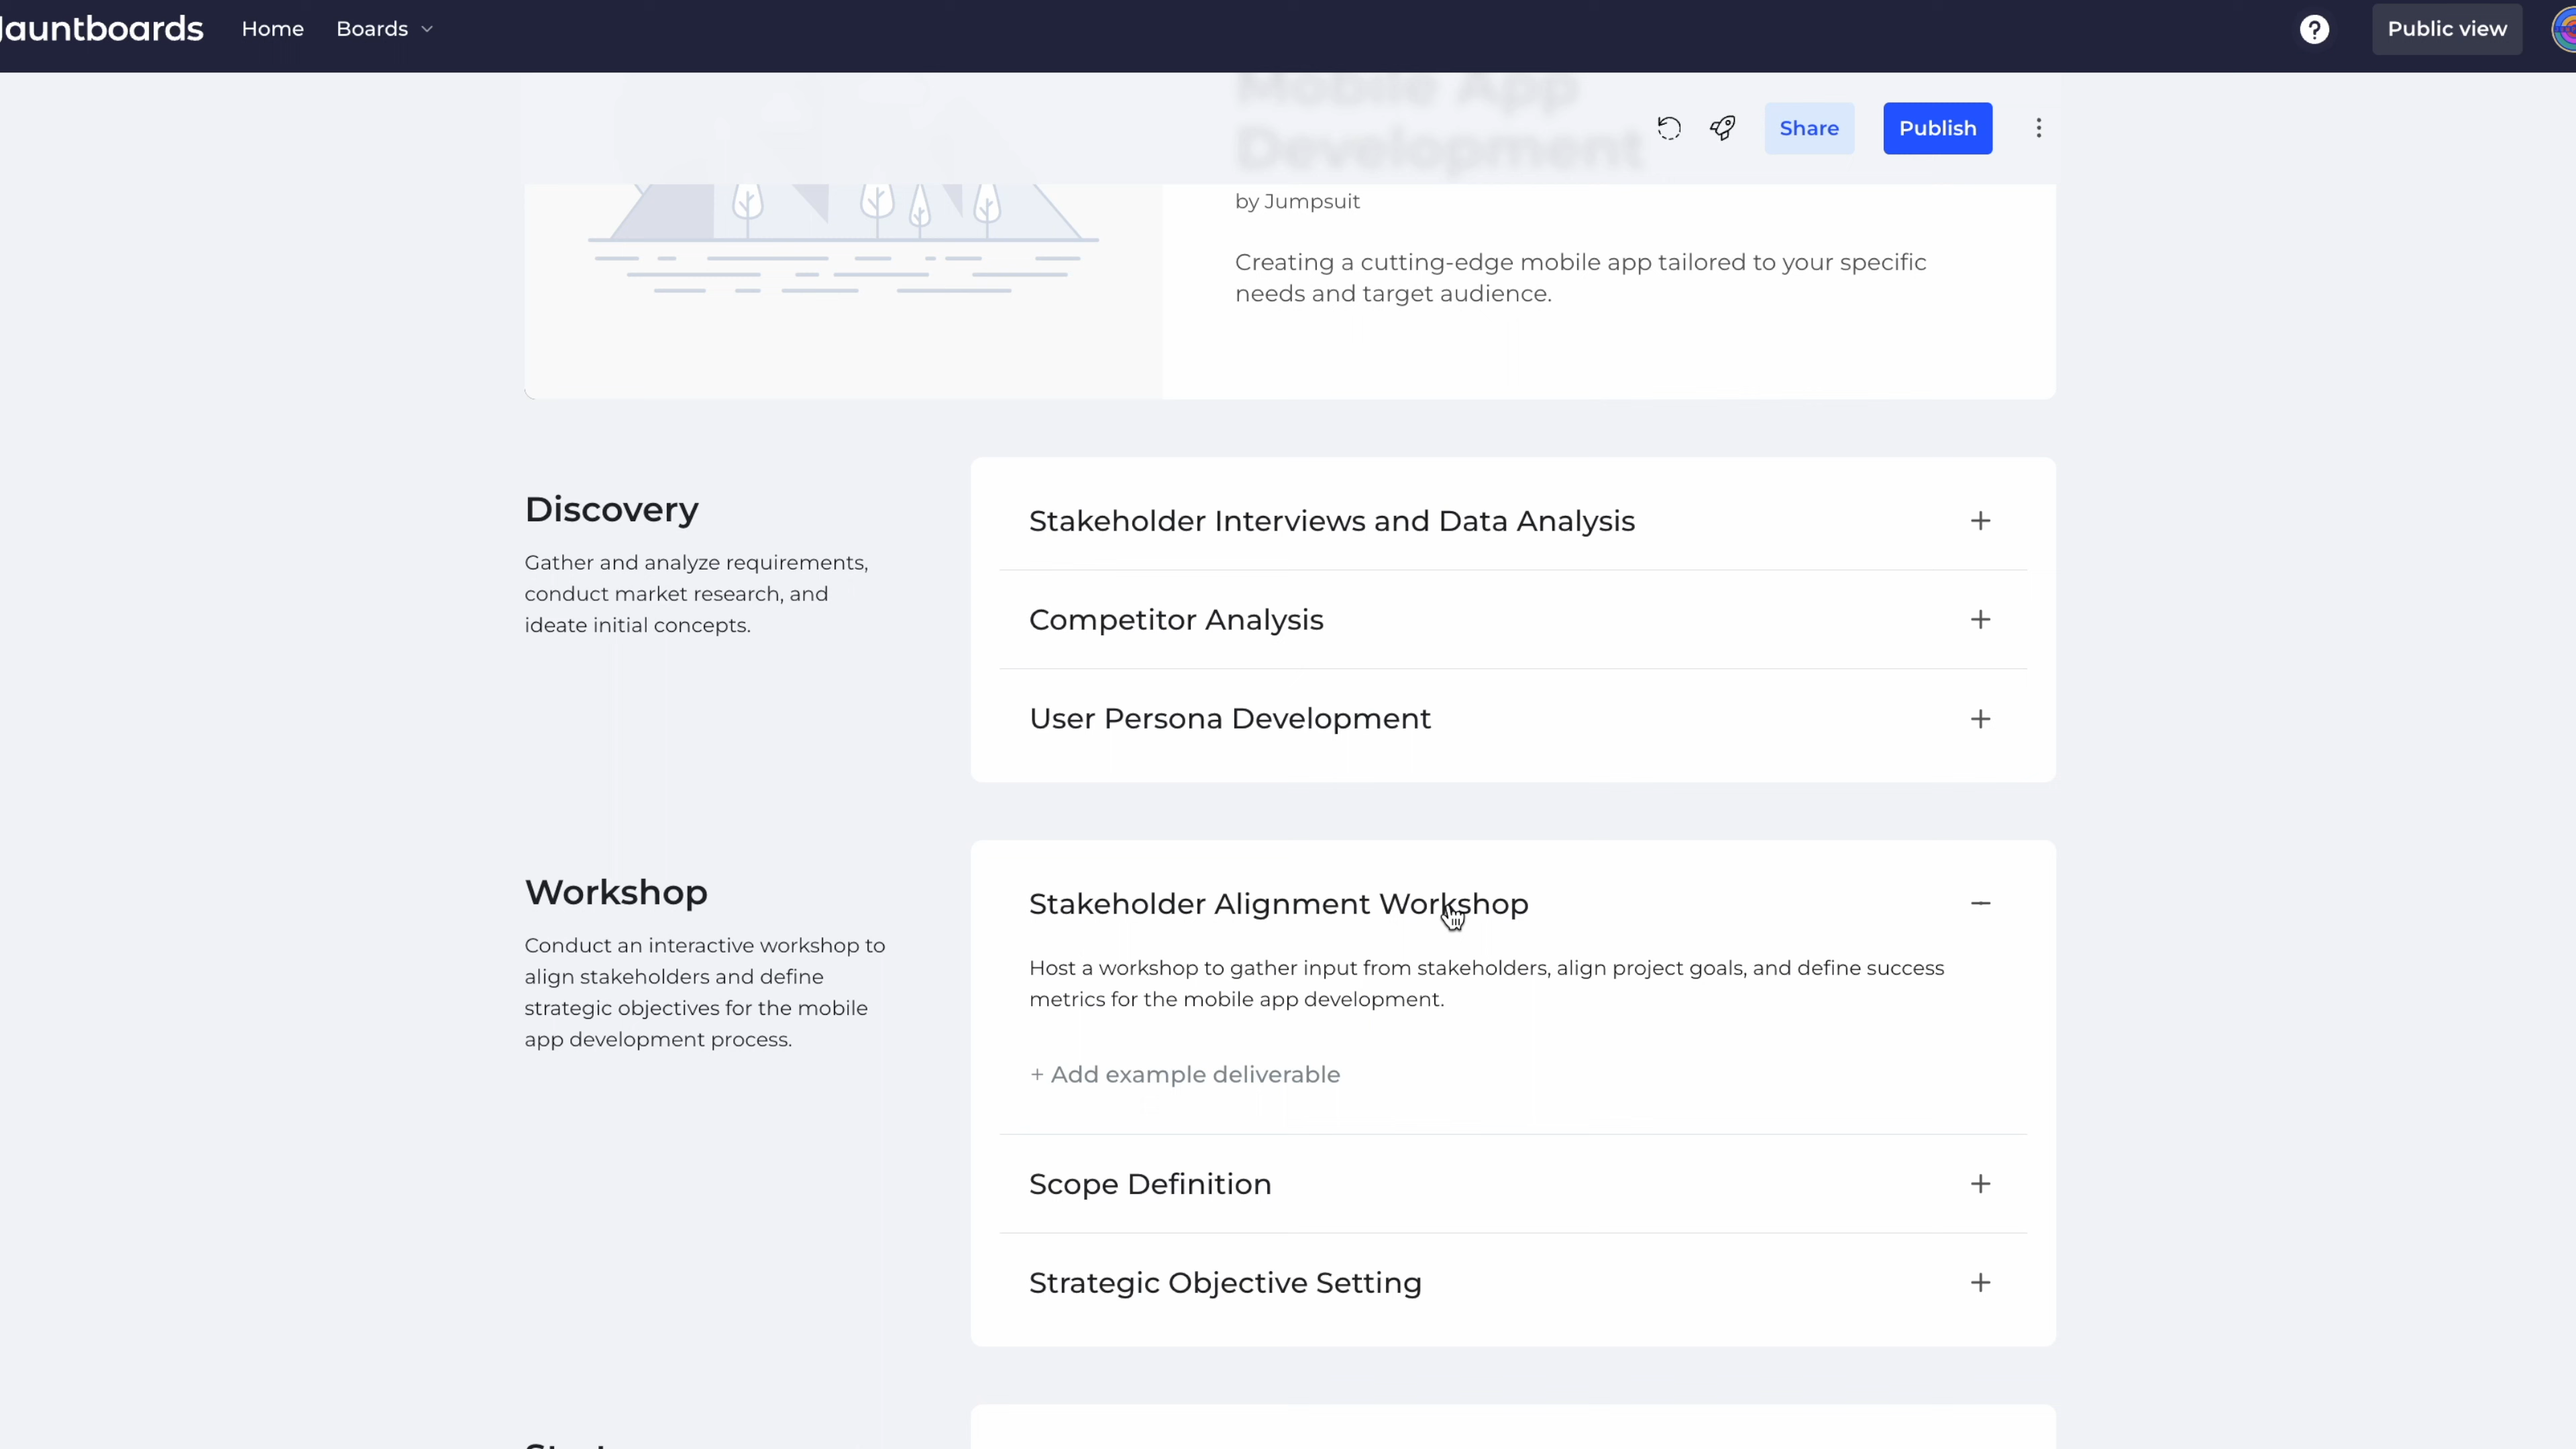 Jauntboards Home Boards ? Public view
Mobile App
Development
Share Publish
by Jumpsuit
Creating a cutting-edge mobile app tailored to your specific
needs and target audience.
Discovery
Gather and analyze requirements,
conduct market research, and
ideate initial concepts.
Stakeholder Interviews and Data Analysis
Competitor Analysis
User Persona Development
Workshop
Conduct an interactive workshop to
align stakeholders and define
strategic objectives for the mobile
app development process.
Stakeholder Alignment Workshop
Host a workshop to gather input from stakeholders, align project goals, and define success
metrics for the mobile app development.
+ Add example deliverable
Scope Definition
Strategic Objective Setting